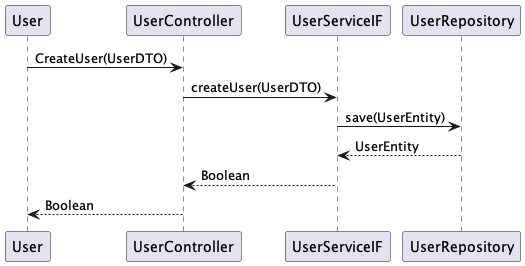 User UserController UserServiceIF UserRepository
CreateUser(UserDTO)
createUser(UserDTO)
save(UserEntity)
UserEntity
Boolean
Boolean
User UserController UserServiceIF UserRepository